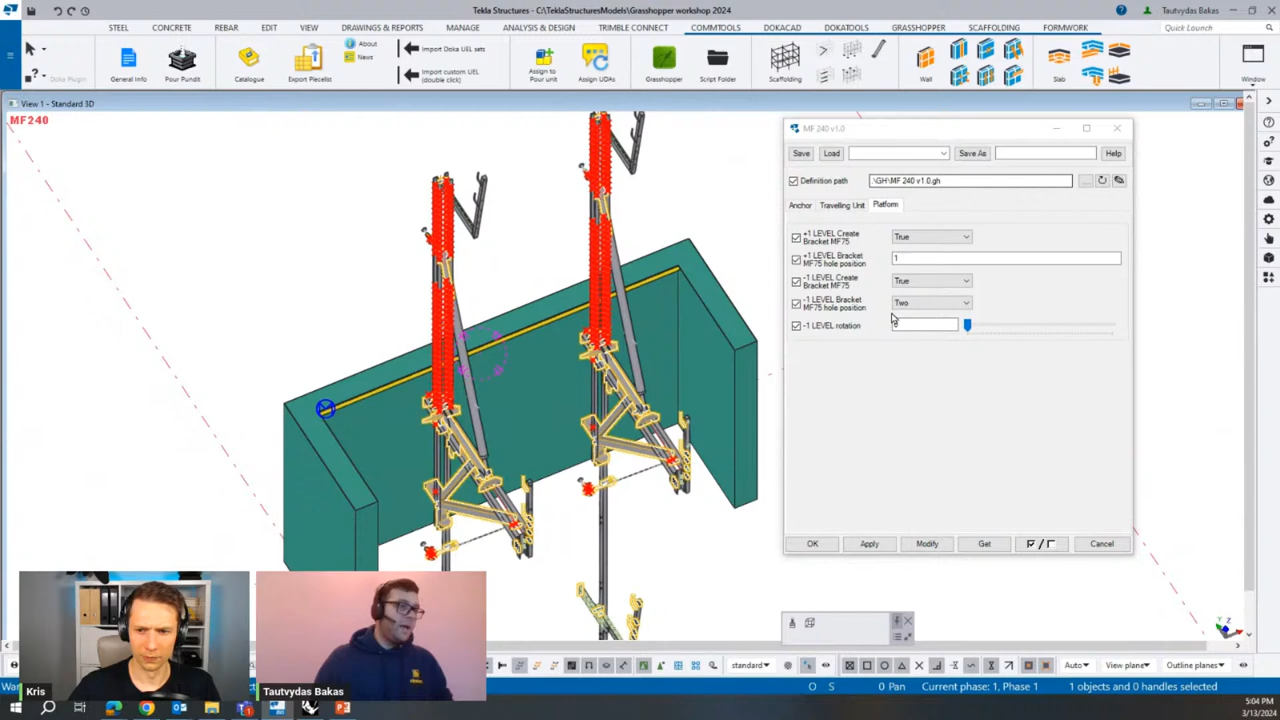 Tekla Structures - C:\TeklaStructuresModels\Grasshopper workshop 2024
Tautvydas Bakas
STEEL CONCRETE REBAR EDIT VIEW DRAWINGS & REPORTS MANAGE ANALYSIS & DESIGN TRIMBLE CONNECT COMMTOOLS DOKACAD DOKATOOLS GRASSHOPPER SCAFFOLDING FORMWORK
Quick Launch
About
News
Import Doka UEL sets
Import custom UEL
(double click)
Doka Plugin
General Info
Pour Pundit
Catalogue
Export Piecelist
Assign to
Pour unit
Assign UDAs
Grasshopper
Script Folder
Scaffolding
Wall
Slab
Window
View 1 - Standard 3D
MF240
MF 240 v1.0
Save
Load
Save As
Help
Definition path
.\GH\MF 240 v1.0.gh
...
Anchor
Travelling Unit
Platform
+1 LEVEL Create
Bracket MF75
True
+1 LEVEL Bracket
MF75 hole position
1
-1 LEVEL Create
Bracket MF75
True
-1 LEVEL Bracket
MF75 hole position
Two
-1 LEVEL rotation
OK
Apply
Modify
Get
Cancel
Kris
Tautvydas Bakas
standard
Auto
View plane
Outline planes
O
S
0 Pan
Current phase: 1, Phase 1
1 objects and 0 handles selected
5:04 PM
3/13/2024